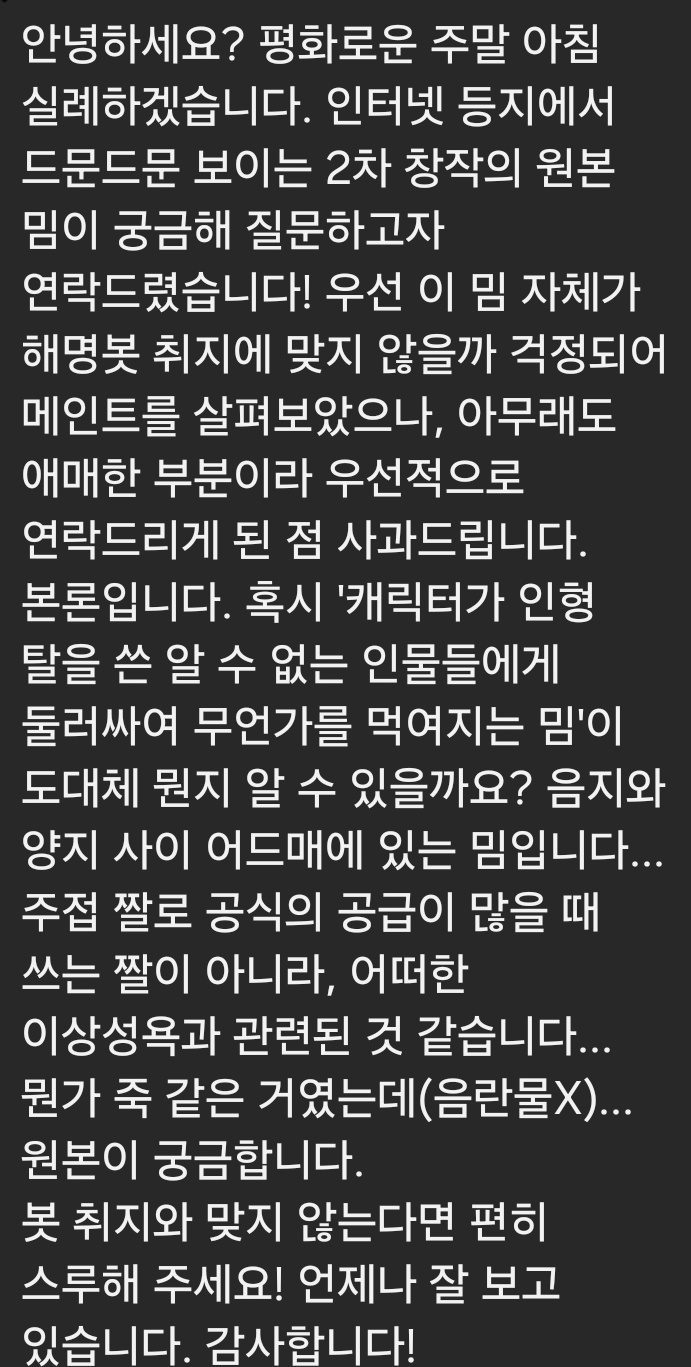 안녕하세요? 평화로운 주말 아침
실례하겠습니다. 인터넷 등지에서
드문드문 보이는 2차 창작의 원본
밈이 궁금해 질문하고자
연락드렸습니다! 우선 이 밈 자체가
해명봇 취지에 맞지 않을까 걱정되어
메인트를 살펴보았으나, 아무래도
애매한 부분이라 우선적으로
연락드리게 된 점 사과드립니다.
본론입니다. 혹시 '캐릭터가 인형
탈을 쓴 알 수 없는 인물들에게
둘러싸여 무언가를 먹여지는 밈'이
도대체 뭔지 알 수 있을까요? 음지와
양지 사이 어드매에 있는 밈입니다...
주접 짤로 공식의 공급이 많을 때
쓰는 짤이 아니라, 어떠한
이상성욕과 관련된 것 같습니다...
뭔가 죽 같은 거였는데(음란물X)...
원본이 궁금합니다.
봇 취지와 맞지 않는다면 편히
스루해 주세요! 언제나 잘 보고
있습니다. 감사합니다!